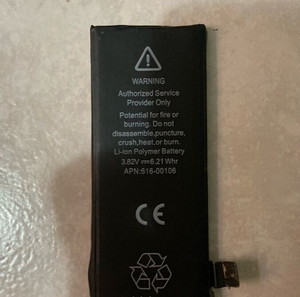 WARNING
Authorized Service
Provider Only
Potential for fire or
burning. Do not
disassemble,puncture,
crush,heat,or burn.
Li-ion Polymer Battery
3.82V 6.21 Whr
APN:616-00106
CE